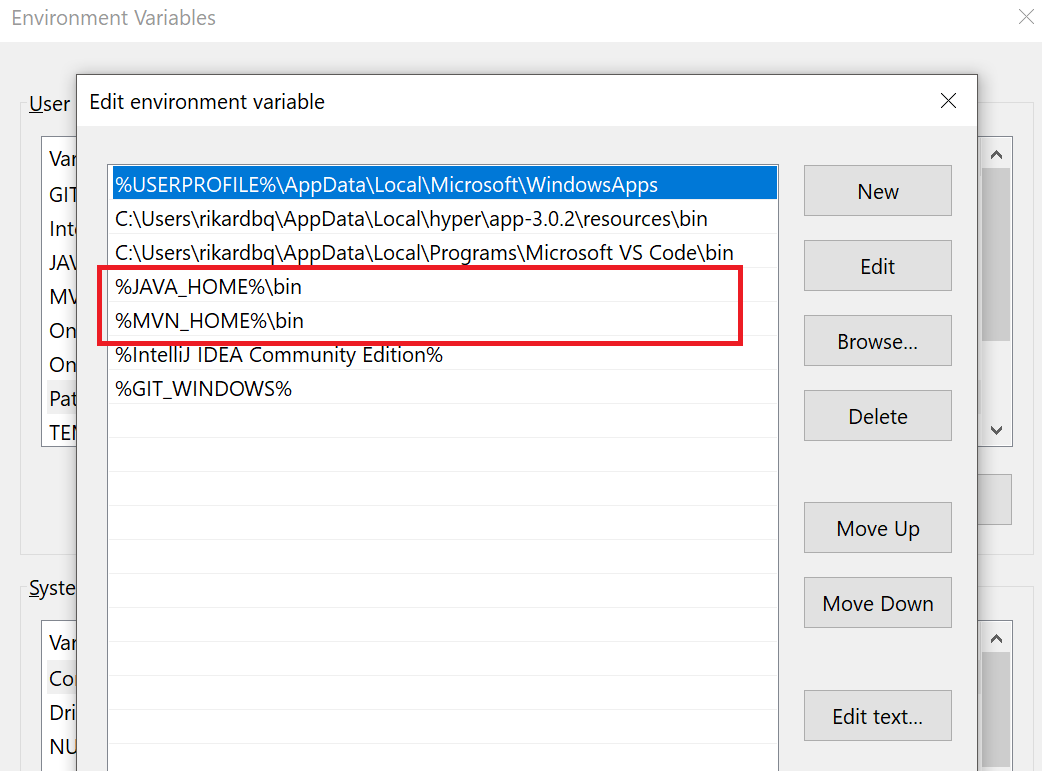 Environment Variables
User
Edit environment variable
Var
GIT
Inte
JAV
MV
On
On
Pat
TEM
%USERPROFILE%\AppData\Local\Microsoft\WindowsApps
C:\Users\rikardbq\AppData\Local\hyper\app-3.0.2\resources\bin
C:\Users\rikardbq\AppData\Local\Programs\Microsoft VS Code\bin
%JAVA_HOME%\bin
%MVN_HOME%\bin
%IntelliJ IDEA Community Edition%
%GIT_WINDOWS%
New
Edit
Browse...
Delete
Move Up
Move Down
Edit text...
Syste
Var
Co
Dri
NU